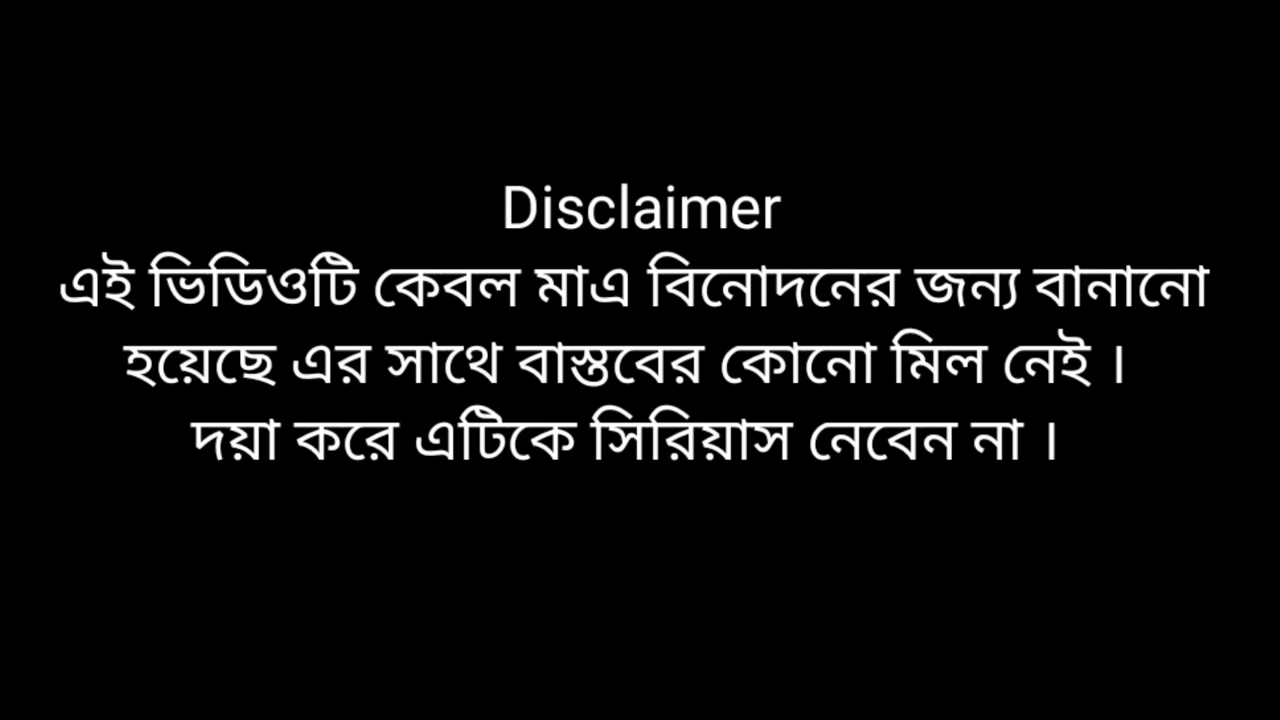 Disclaimer
এই ভিডিওটি কেবল মাএ বিনোদনের জন্য বানানো
হয়েছে এর সাথে বাস্তবের কোনো মিল নেই ।
দয়া করে এটিকে সিরিয়াস নেবেন না ।